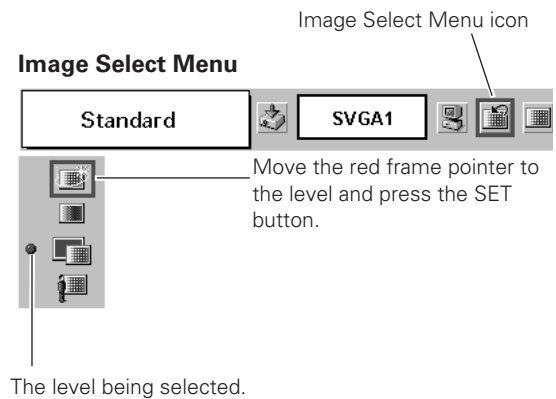 Image Select Menu icon
Image Select Menu
Standard
SVGA1
Move the red frame pointer to
the level and press the SET
button.
The level being selected.